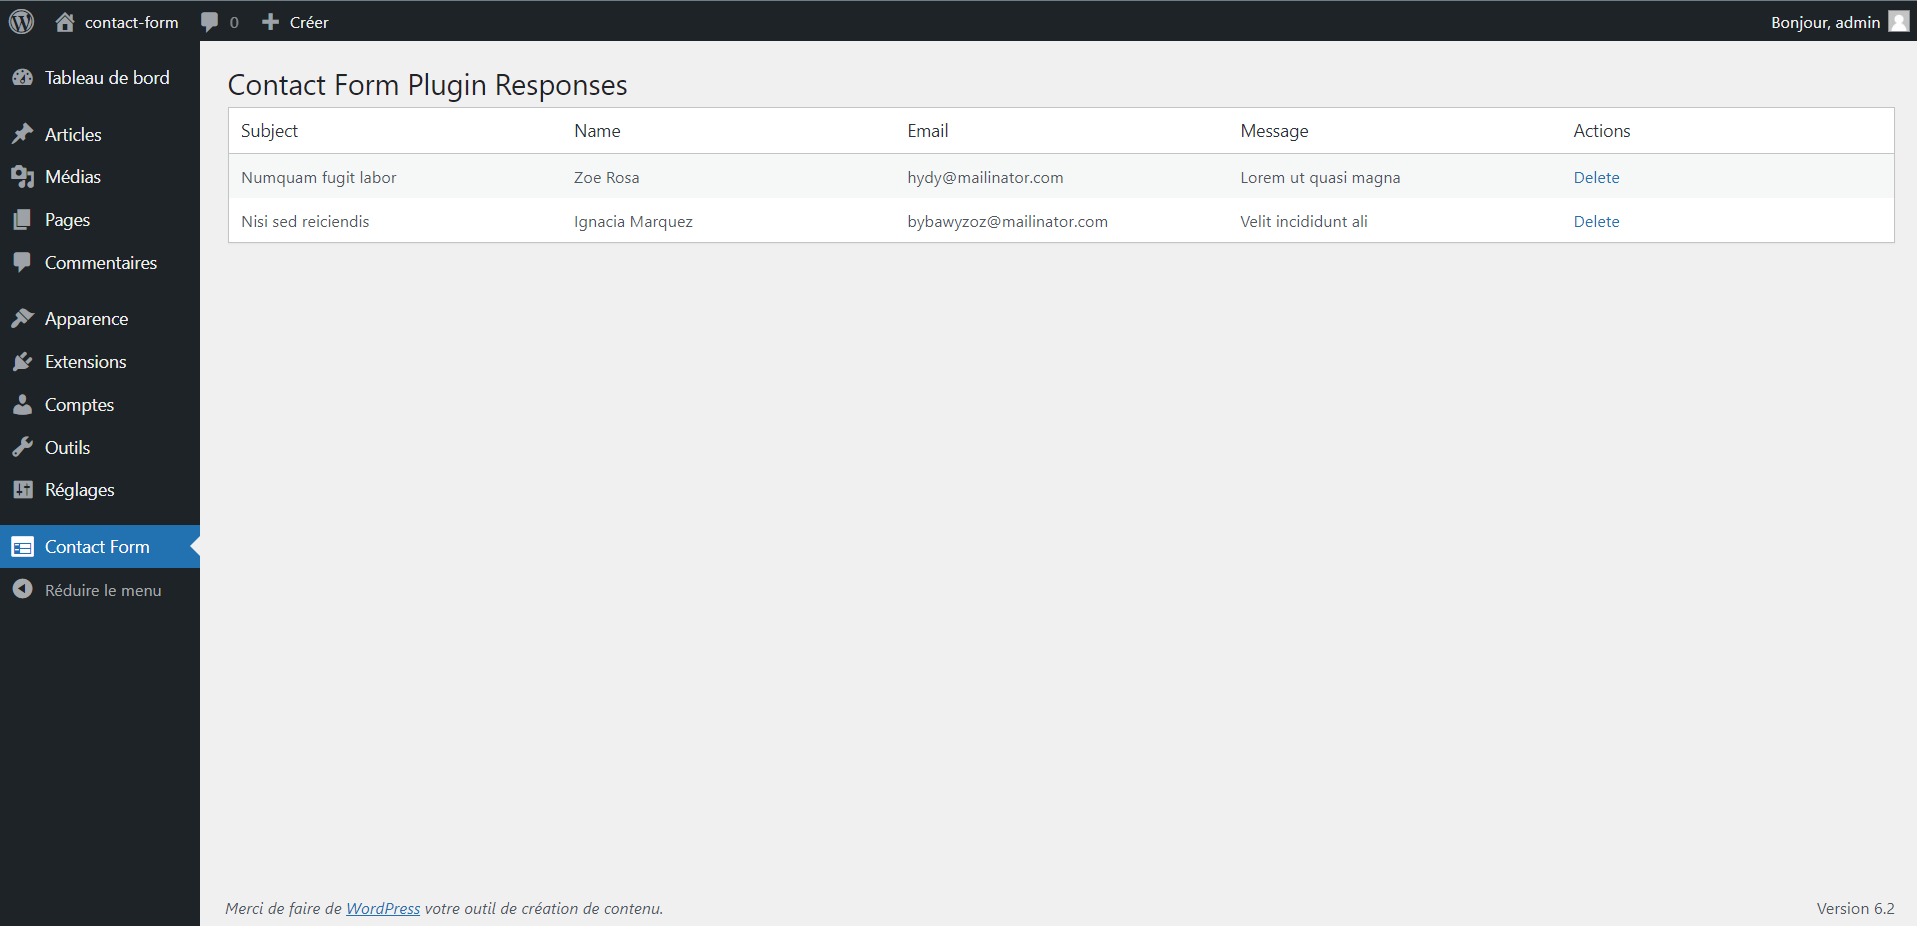 contact-form 0 Créer Bonjour, admin
Tableau de bord
Articles
Médias
Pages
Commentaires
Apparence
Extensions
Comptes
Outils
Réglages
Contact Form
Réduire le menu
Contact Form Plugin Responses
Subject Name Email Message Actions
Numquam fugit labor Zoe Rosa hydy@mailinator.com Lorem ut quasi magna Delete
Nisi sed reiciendis Ignacia Marquez bybawyzoz@mailinator.com Velit incididunt ali Delete
Merci de faire de WordPress votre outil de création de contenu. Version 6.2